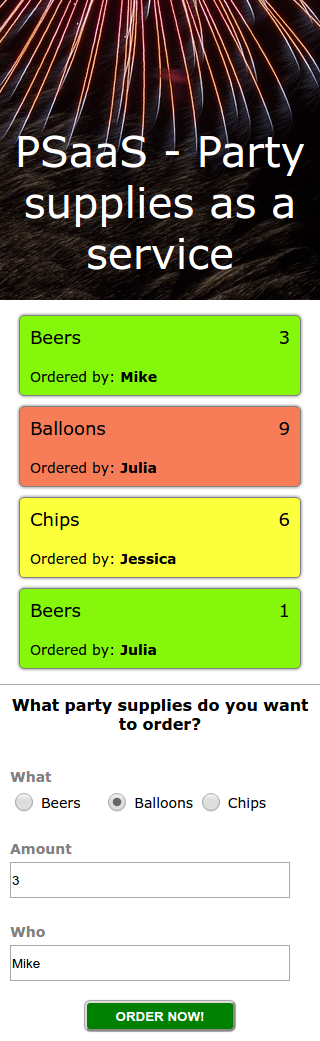 PSaaS - Party
supplies as a
service
Beers 3
Ordered by: Mike
Balloons 9
Ordered by: Julia
Chips 6
Ordered by: Jessica
Beers 1
Ordered by: Julia
What party supplies do you want
to order?
What
Beers Balloons Chips
Amount
3
Who
Mike
ORDER NOW!